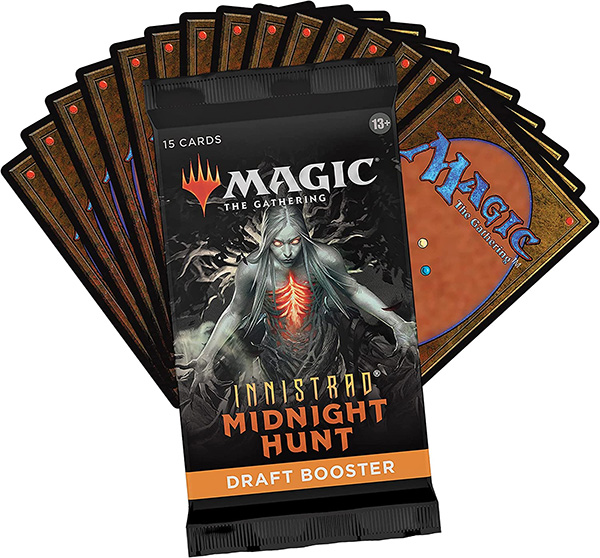 15 CARDS
13+
MAGIC
THE GATHERING
INNISTRAD®
MIDNIGHT
HUNT
DRAFT BOOSTER
MAGIC
The Gathering